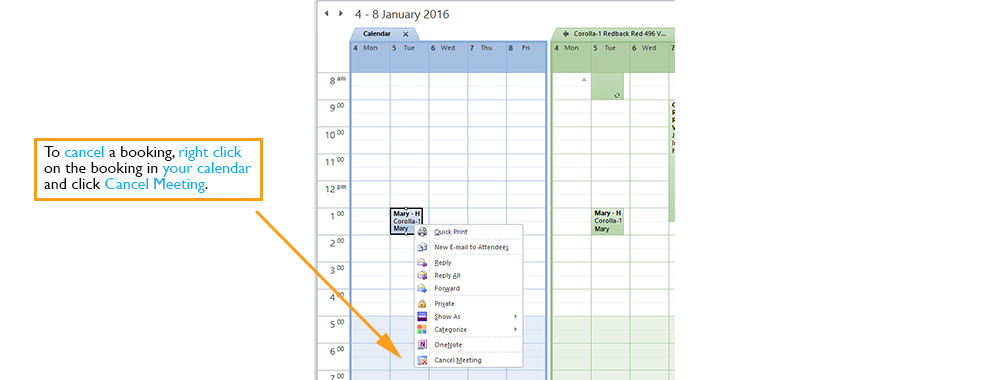 4 - 8 January 2016
Calendar
Corolla-1 Redback Red 496 V...
4 Mon 5 Tue 6 Wed 7 Thu 8 Fri
4 Mon 5 Tue 6 Wed 7
8 am
9 00
10 00
11 00
12 pm
1 00
2 00
3 00
4 00
5 00
6 00
7 00
To cancel a booking, right click
on the booking in your calendar
and click Cancel Meeting.
Mary - H
Corolla-1
Mary
Mary - H
Corolla-1
Mary
Quick Print
New E-mail to Attendees
Reply
Reply All
Forward
Private
Show As
Categorize
OneNote
Cancel Meeting